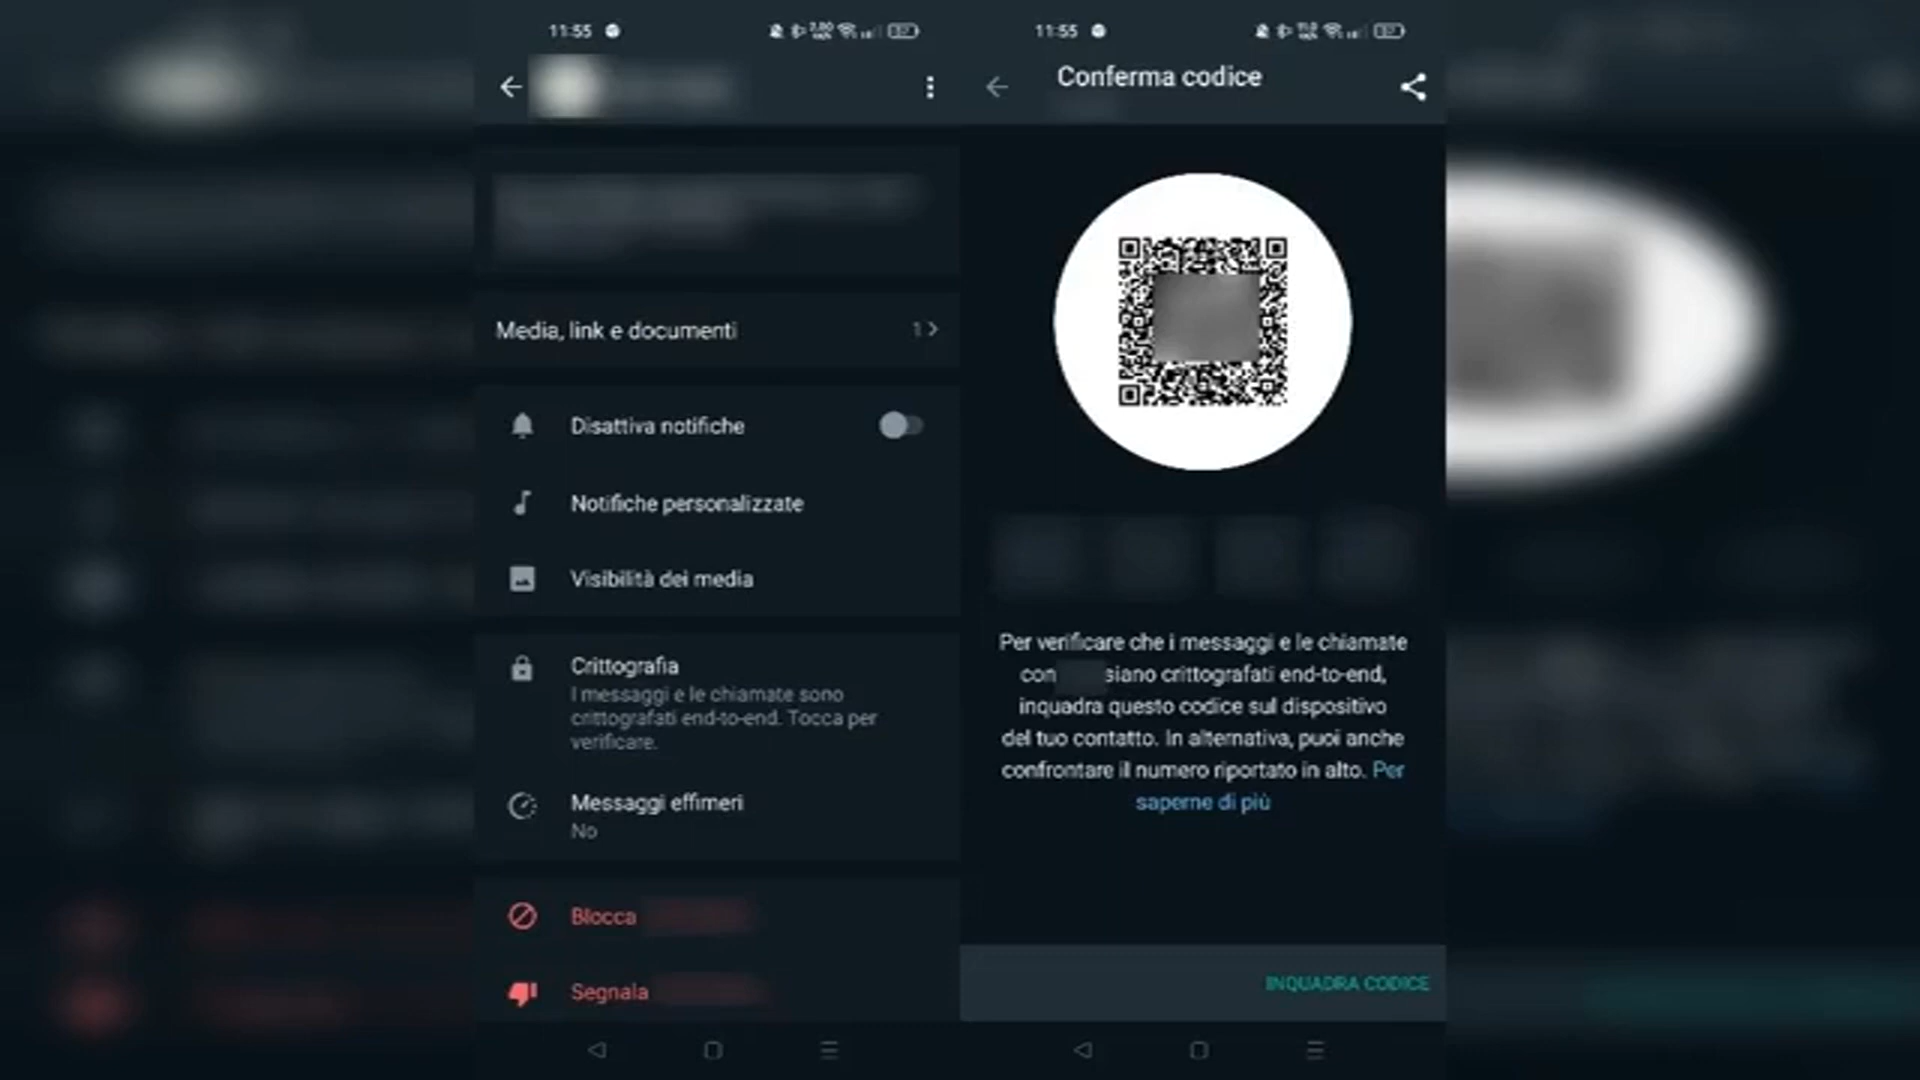 11:55
Media, link e documenti
1
Disattiva notifiche
Notifiche personalizzate
Visibilità dei media
Crittografia
I messaggi e le chiamate sono
crittografati end-to-end. Tocca per
verificare.
Messaggi effimeri
No
Blocca
Segnala
11:55
Conferma codice
Per verificare che i messaggi e le chiamate
con siano crittografati end-to-end,
inquadra questo codice sul dispositivo
del tuo contatto. In alternativa, puoi anche
confrontare il numero riportato in alto. Per
saperne di più
INQUADRA CODICE